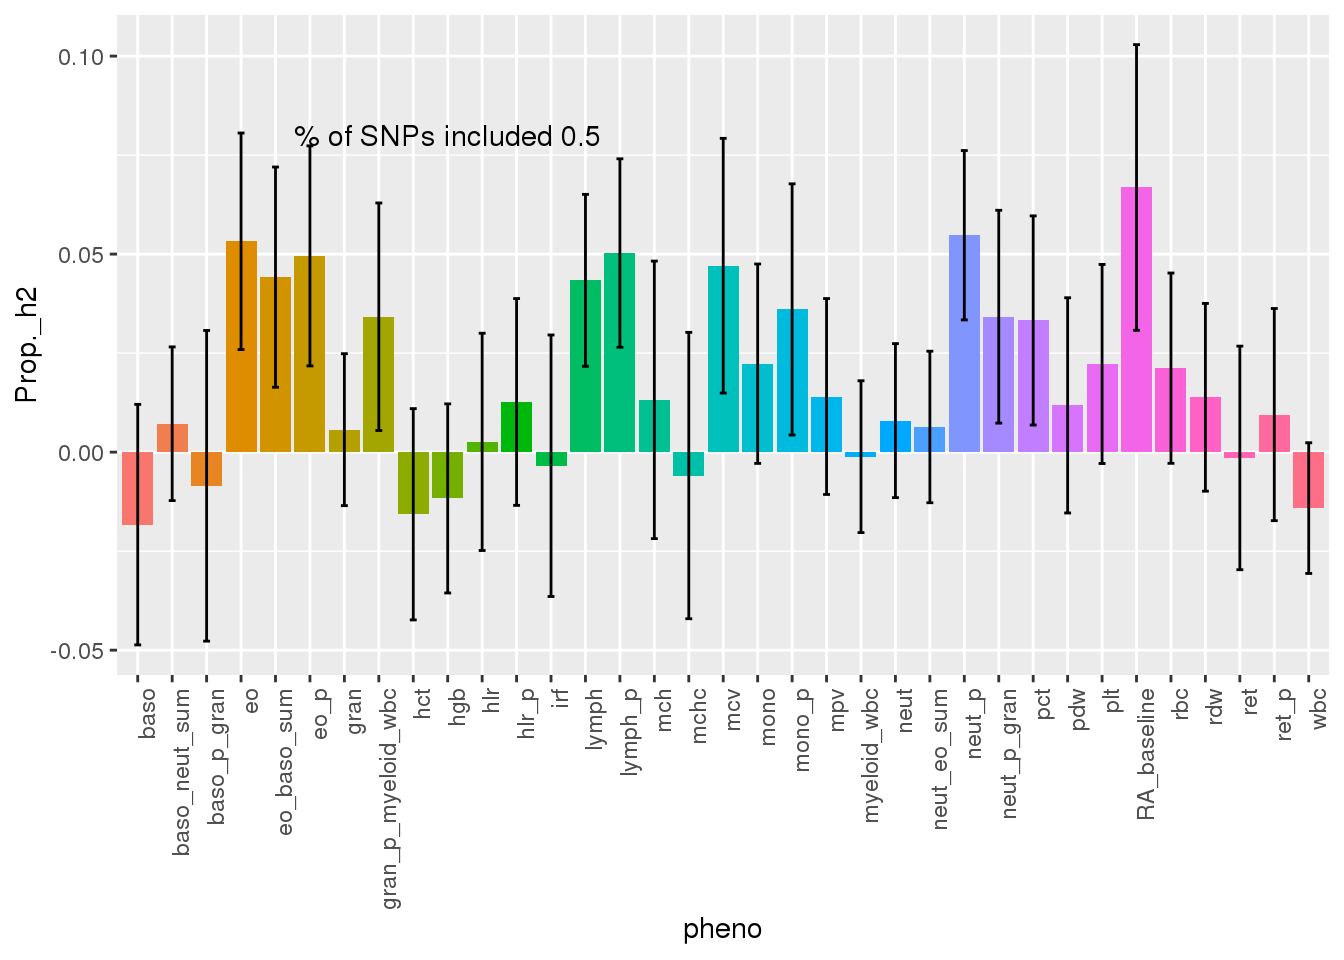 0.10
0.05
0.00
-0.05
Prop._h2
% of SNPs included 0.5
baso
baso_neut_sum
baso_p_gran
eo
eo_baso_sum
eo_p
gran
gran_p_myeloid_wbc
hct
hgb
hlr
hlr_p
irf
lymph
lymph_p
mch
mchc
mcv
mono
mono_p
mpv
myeloid_wbc
neut
neut_eo_sum
neut_p
neut_p_gran
pct
pdw
plt
RA_baseline
rbc
rdw
ret
ret_p
wbc
pheno